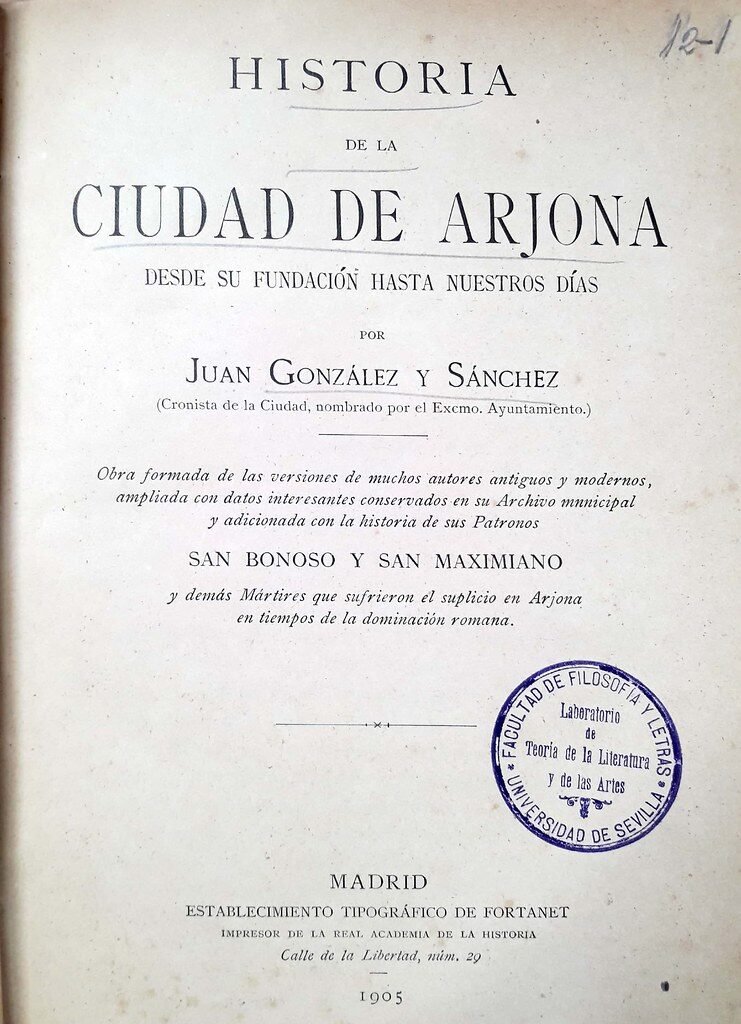 12-1
HISTORIA
DE LA
CIUDAD DE ARJONA
DESDE SU FUNDACIÓN HASTA NUESTROS DÍAS
POR
JUAN GONZÁLEZ Y SÁNCHEZ
(Cronista de la Ciudad, nombrado por el Excmo. Ayuntamiento.)
Obra formada de las versiones de muchos autores antiguos y modernos,
ampliada con datos interesantes conservados en su Archivo mnnicipal
y adicionada con la historia de sus Patronos
SAN BONOSO Y SAN MAXIMIANO
y demás Mártires que sufrieron el suplicio en Arjona
en tiempos de la dominación romana.
FACULTAD DE FILOSOFÍA Y LETRAS
Laboratorio
de
Teoría de la Literatura
y de las Artes
UNIVERSIDAD DE SEVILLA
MADRID
ESTABLECIMIENTO TIPOGRÁFICO DE FORTANET
IMPRESOR DE LA REAL ACADEMIA DE LA HISTORIA
Calle de la Libertad, núm. 29
1905